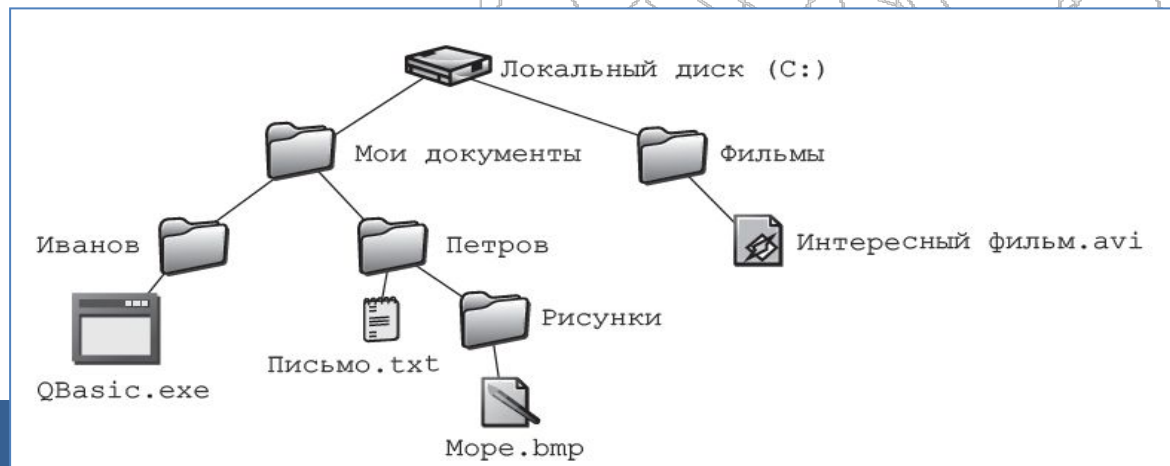 Локальный диск (C:)
Мои документы
Фильмы
Иванов
Петров
Интересный фильм.avi
Рисунки
Письмо.txt
QBasic.exe
Море.bmp